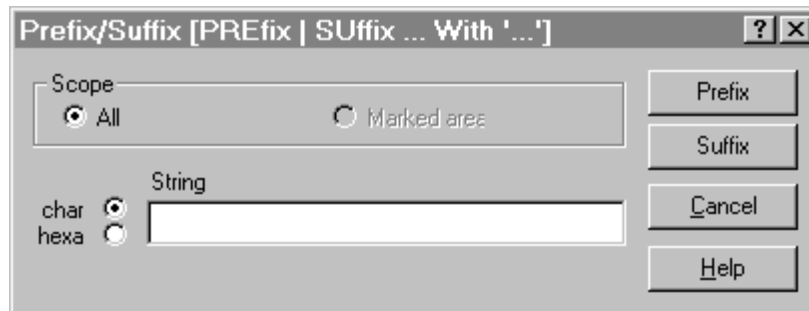 Prefix/Suffix [PREfix | SUffix ... With '...']
?
Scope
All
Marked area
Prefix
Suffix
String
char
hexa
Cancel
Help